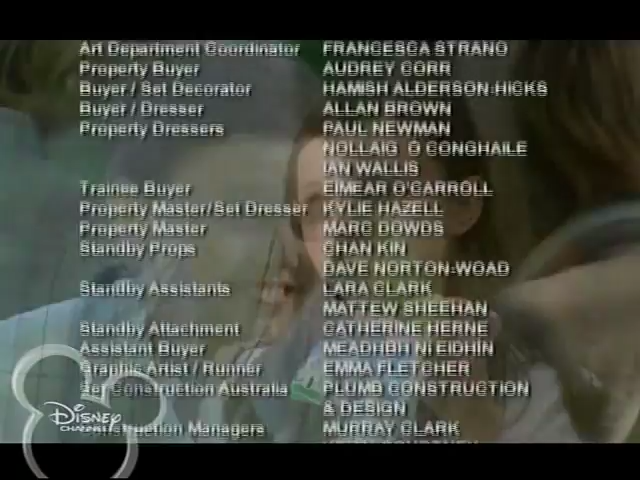 Art Department Coordinator FRANCESCA STRANO
Property Buyer AUDREY CORR
Buyer / Set Decorator HAMISH ALDERSON-HICKS
Buyer / Dresser ALLAN BROWN
Property Dressers PAUL NEWMAN
NOLLAIG O CONGHAILE
IAN WALLIS
Trainee Buyer EIMEAR O'CARROLL
Property Master/Set Dresser KYLIE HAZELL
Property Master MARC DOWDS
Standby Props CHAN KIN
DAVE NORTON-WOAD
Standby Assistants LARA CLARK
MATTEW SHEEHAN
Standby Attachment CATHERINE HERNE
Assistant Buyer MEADHBH Ní EIDHIN
Graphic Artist / Runner EMMA FLETCHER
Set Construction Australia PLUMB CONSTRUCTION
& DESIGN
Construction Managers MURRAY CLARK
DISNEY
CHANNEL